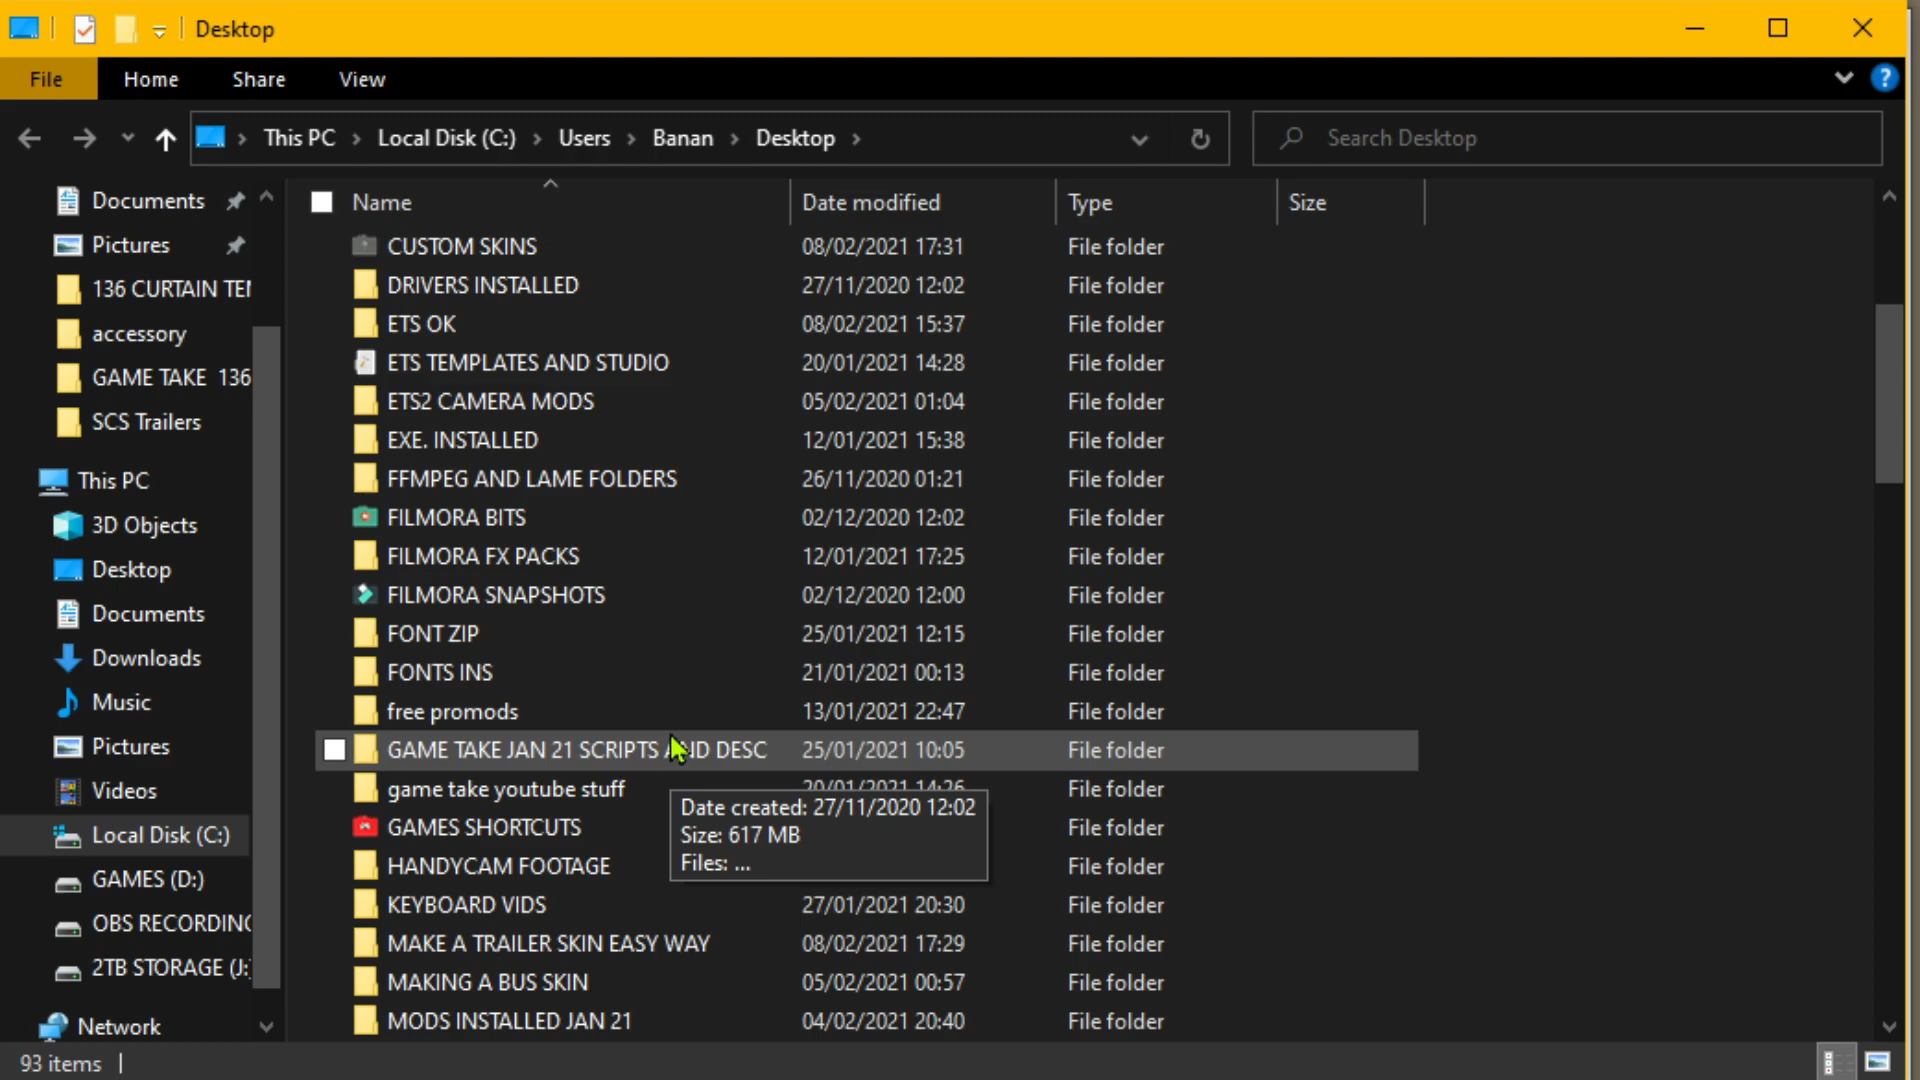 Desktop
File Home Share View
This PC Local Disk (C:) Users Banan Desktop
Search Desktop
Documents
Pictures
136 CURTAIN TEM
accessory
GAME TAKE 136
SCS Trailers
This PC
3D Objects
Desktop
Documents
Downloads
Music
Pictures
Videos
Local Disk (C:)
GAMES (D:)
OBS RECORDING
2TB STORAGE (J:
Network
Name Date modified Type Size
CUSTOM SKINS 08/02/2021 17:31 File folder
DRIVERS INSTALLED 27/11/2020 12:02 File folder
ETS OK 08/02/2021 15:37 File folder
ETS TEMPLATES AND STUDIO 20/01/2021 14:28 File folder
ETS2 CAMERA MODS 05/02/2021 01:04 File folder
EXE. INSTALLED 12/01/2021 15:38 File folder
FFMPEG AND LAME FOLDERS 26/11/2020 01:21 File folder
FILMORA BITS 02/12/2020 12:02 File folder
FILMORA FX PACKS 12/01/2021 17:25 File folder
FILMORA SNAPSHOTS 02/12/2020 12:00 File folder
FONT ZIP 25/01/2021 12:15 File folder
FONTS INS 21/01/2021 00:13 File folder
free promods 13/01/2021 22:47 File folder
GAME TAKE JAN 21 SCRIPTS AND DESC 25/01/2021 10:05 File folder
game take youtube stuff 20/01/2021 14:26 File folder
GAMES SHORTCUTS File folder
HANDYCAM FOOTAGE File folder
KEYBOARD VIDS 27/01/2021 20:30 File folder
MAKE A TRAILER SKIN EASY WAY 08/02/2021 17:29 File folder
MAKING A BUS SKIN 05/02/2021 00:57 File folder
MODS INSTALLED JAN 21 04/02/2021 20:40 File folder
Date created: 27/11/2020 12:02
Size: 617 MB
Files: ...
93 items